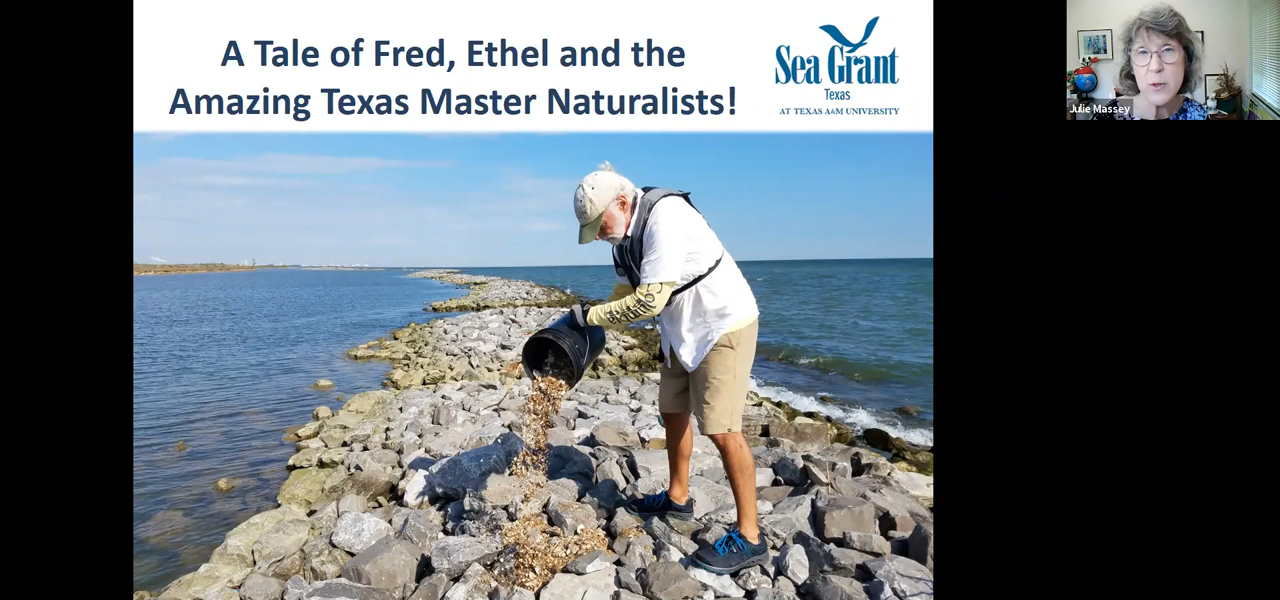 A Tale of Fred, Ethel and the
Amazing Texas Master Naturalists!
Sea Grant
Texas
AT TEXAS A&M UNIVERSITY
Julie Massey